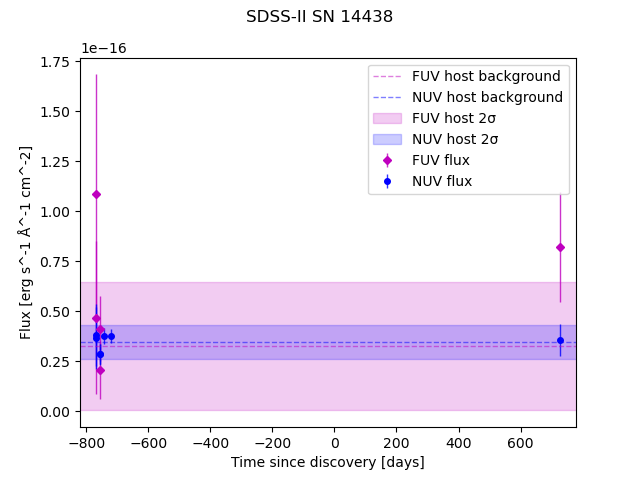 SDSS-II SN 14438
1e−16
1.75
1.50
1.25
1.00
0.75
0.50
0.25
0.00
Flux [erg s^-1 Å^-1 cm^-2]
FUV host background
NUV host background
FUV host 2σ
NUV host 2σ
FUV flux
NUV flux
−800 −600 −400 −200 0 200 400 600
Time since discovery [days]